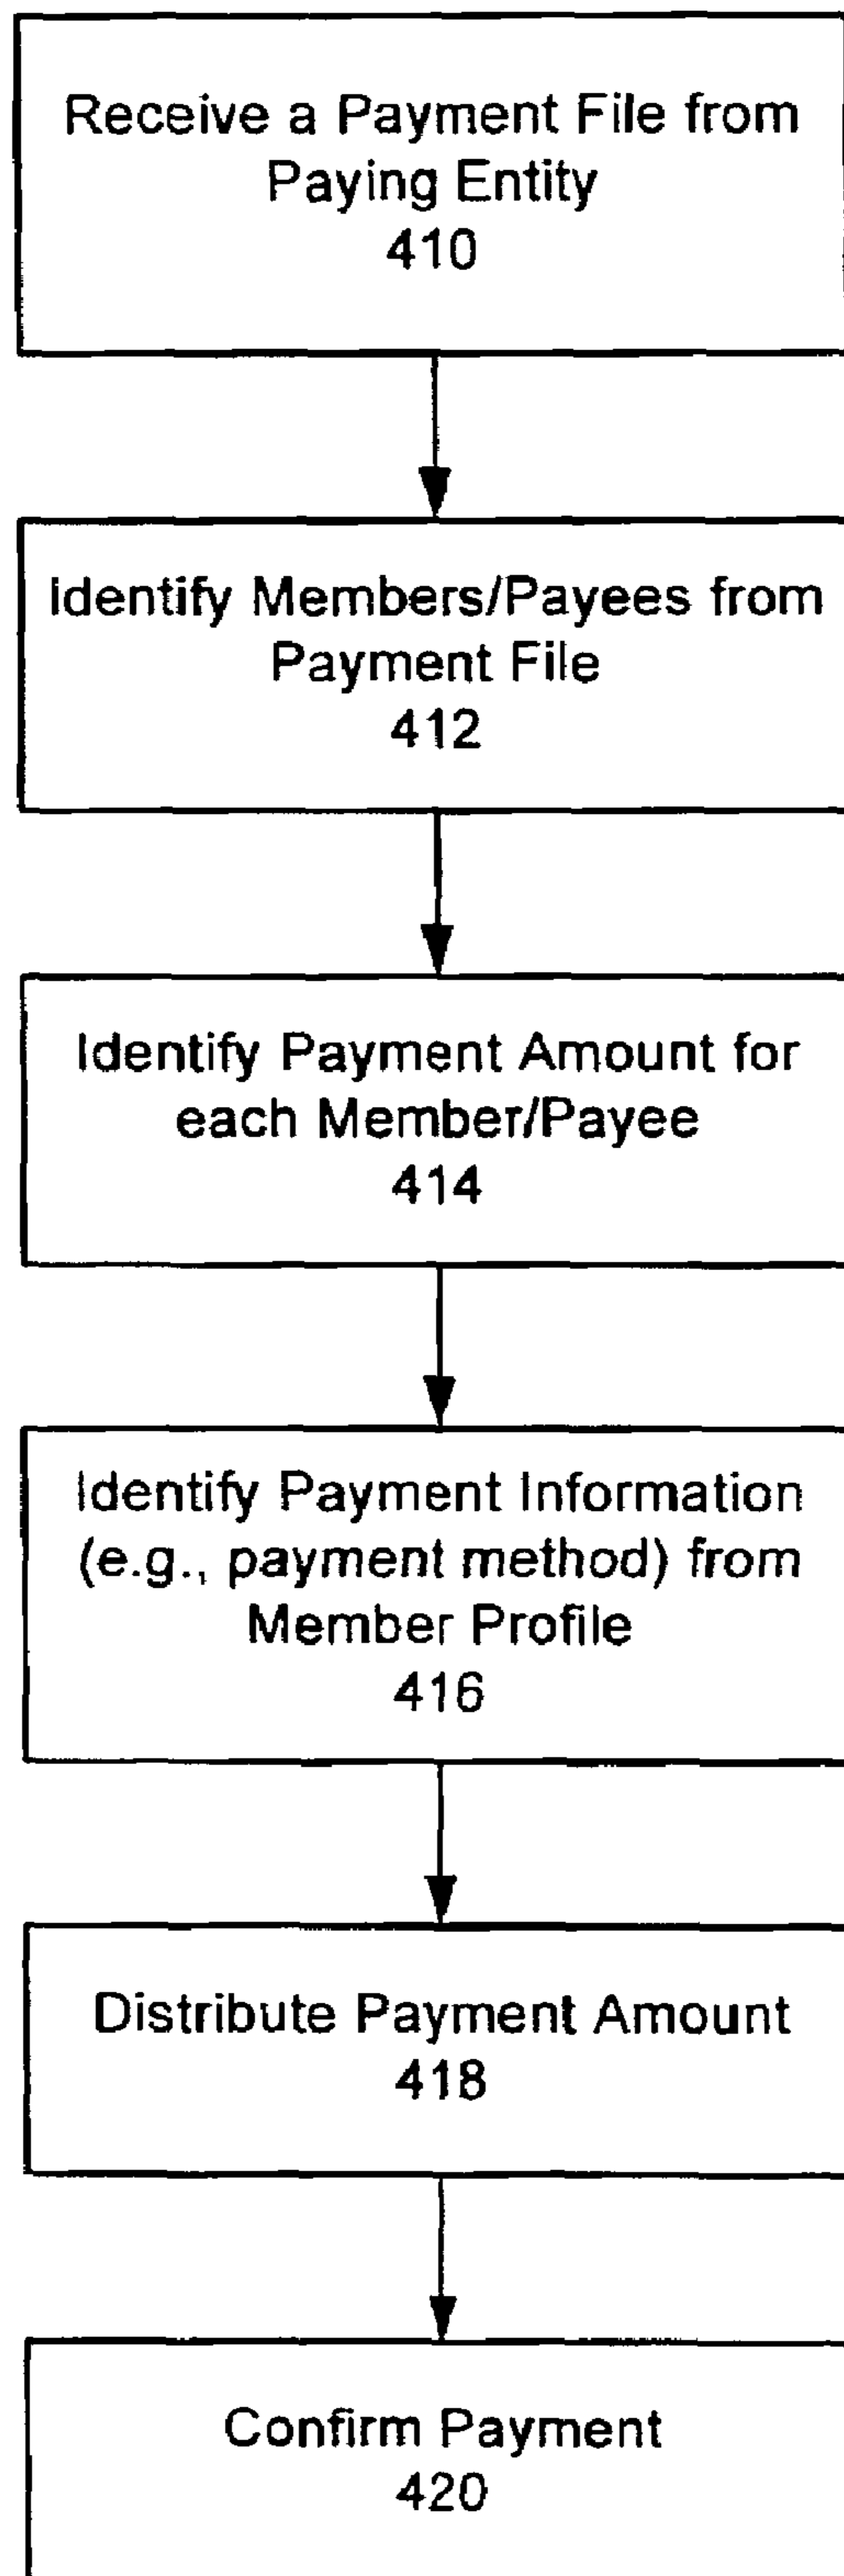 Receive a Payment File from
Paying Entity
410
Identify Members/Payees from
Payment File
412
Identify Payment Amount for
each Member/Payee
414
Identify Payment Information
(e.g., payment method) from
Member Profile
416
Distribute Payment Amount
418
Confirm Payment
420